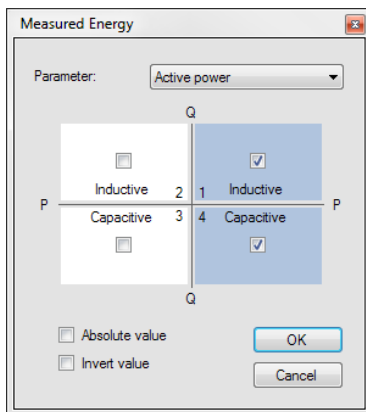 Measured Energy
Parameter: Active power
Q
Inductive 2 1 Inductive
P P
Capacitive 3 4 Capacitive
Q
Absolute value
OK
Invert value
Cancel